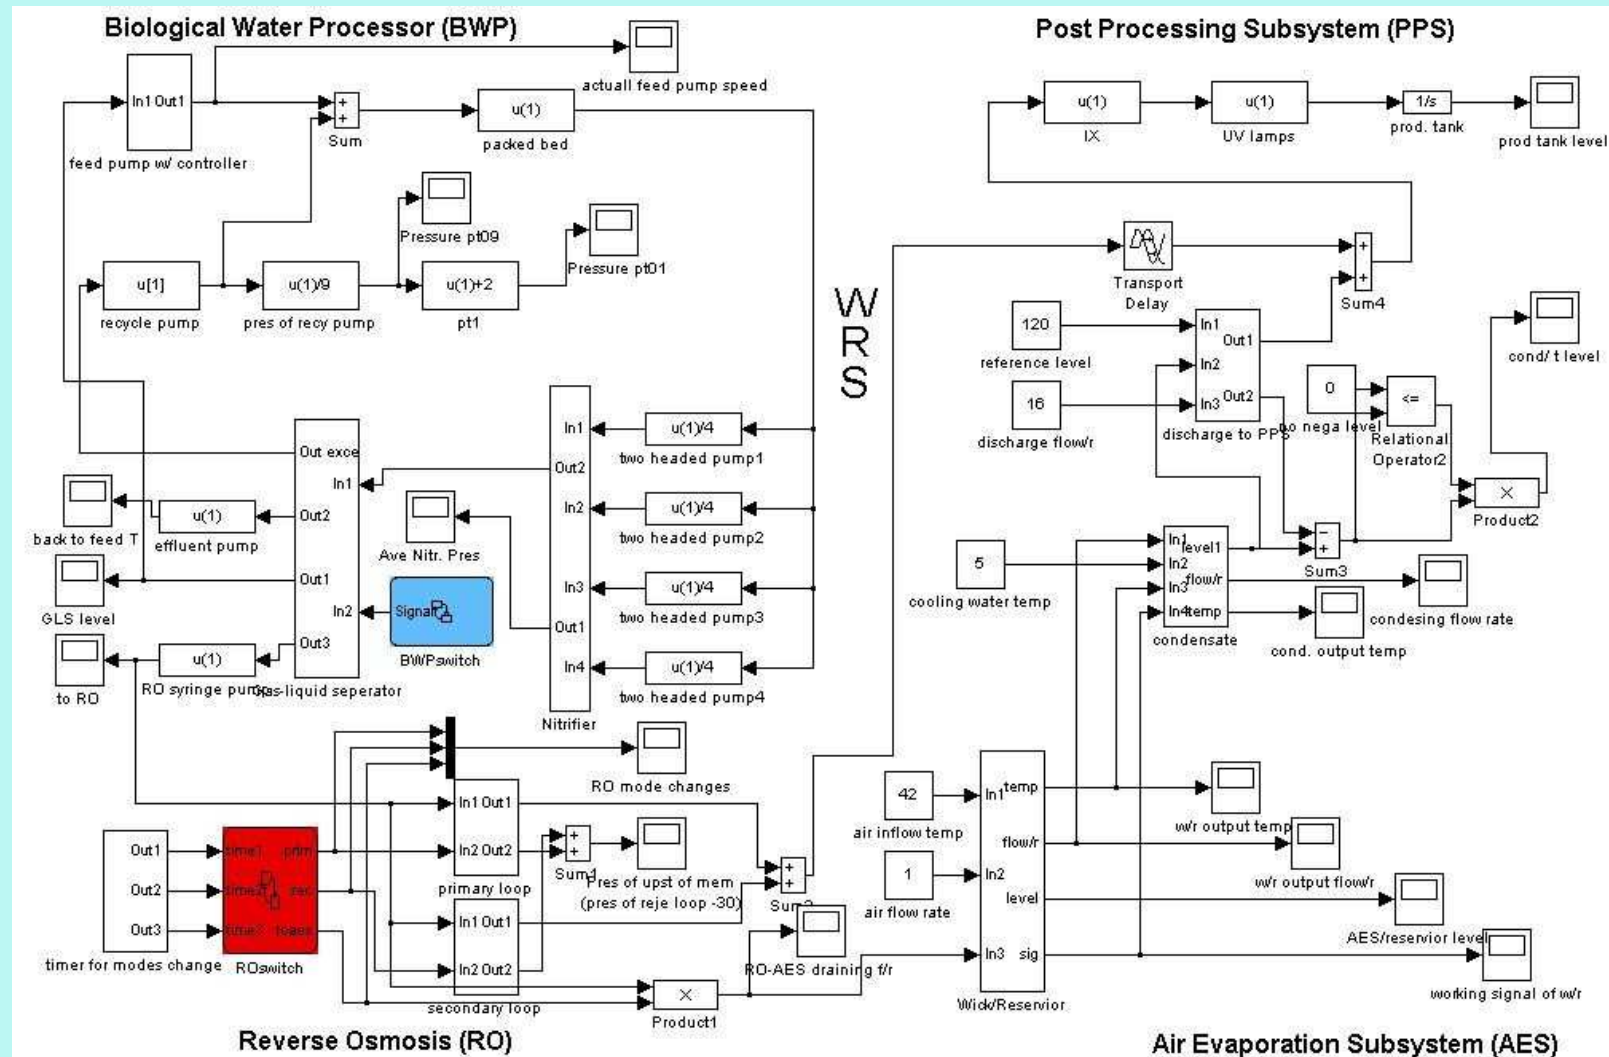 Biological Water Processor (BWP)
Post Processing Subsystem (PPS)
actuall feed pump speed
In1 Out1
feed pump w/ controller
+
+
Sum
u(1)
packed bed
u(1)
IX
u(1)
UV lamps
1/s
prod. tank
prod tank level
Pressure pt09
Pressure pt01
u[1]
recycle pump
u(1)/9
pres of recy pump
u(1)+2
pt1
W
R
S
Transport
Delay
+
+
Sum4
120
reference level
16
discharge flow/r
In1
Out1
In2
Out2
In3
discharge to PPS
0
no nega level
<=
Relational
Operator2
cond/ t level
X
Product2
Out exce
In1
Out2
Out1
In2
Out3
Gas-liquid seperator
back to feed T
u(1)
effluent pump
GLS level
to RO
u(1)
RO syringe pump
Ave Nitr. Pres
Signal
BWPswitch
In1
Out2
In2
In3
Out1
In4
Nitrifier
u(1)/4
two headed pump1
u(1)/4
two headed pump2
u(1)/4
two headed pump3
u(1)/4
two headed pump4
5
cooling water temp
In1
level1
In2
flow/r
In3
In4
temp
condensate
−
+
Sum3
condesing flow rate
cond. output temp
RO mode changes
Out1
Out2
Out3
timer for modes change
time1
prim
time2
sec
time3
toaes
ROswitch
In1 Out1
In2 Out2
primary loop
In1 Out1
In2 Out2
secondary loop
+
+
Sum1
Pres of upst of mem
(pres of reje loop -30)
+
+
RO-AES draining f/r
X
Product1
42
air inflow temp
1
air flow rate
In1
temp
flow/r
In2
level
In3
sig
Wick/Reservior
w/r output temp
w/r output flow/r
AES/reservior level
working signal of w/r
Reverse Osmosis (RO)
Air Evaporation Subsystem (AES)